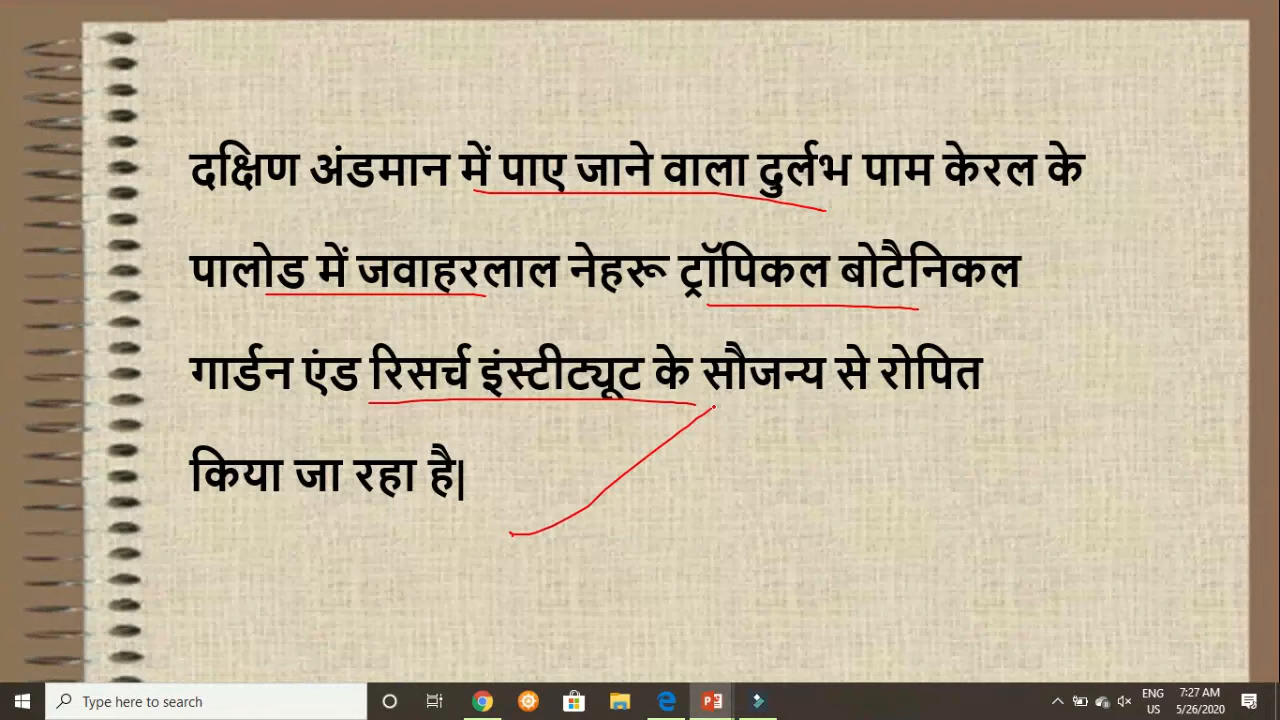 दक्षिण अंडमान में पाए जाने वाला दुर्लभ पाम केरल के
पालोड में जवाहरलाल नेहरू ट्रॉपिकल बोटैनिकल
गार्डन एंड रिसर्च इंस्टीट्यूट के सौजन्य से रोपित
किया जा रहा है|
Type here to search
ENG
US
7:27 AM
5/26/2020